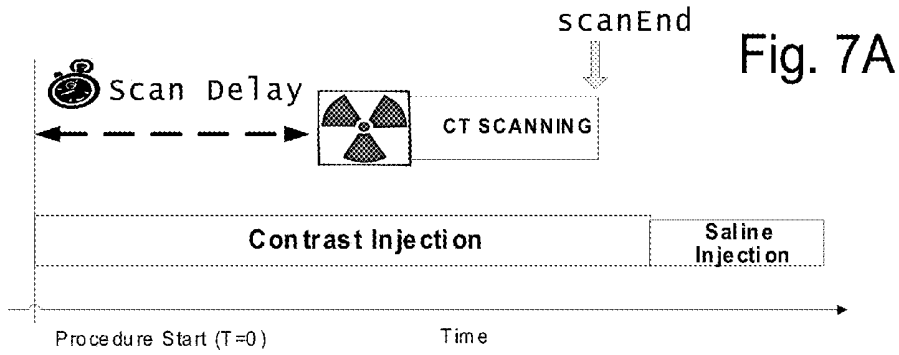 scanEnd
Fig. 7A
Scan Delay
CT SCANNING
Contrast Injection
Saline
Injection
Procedure Start (T=0)
Time